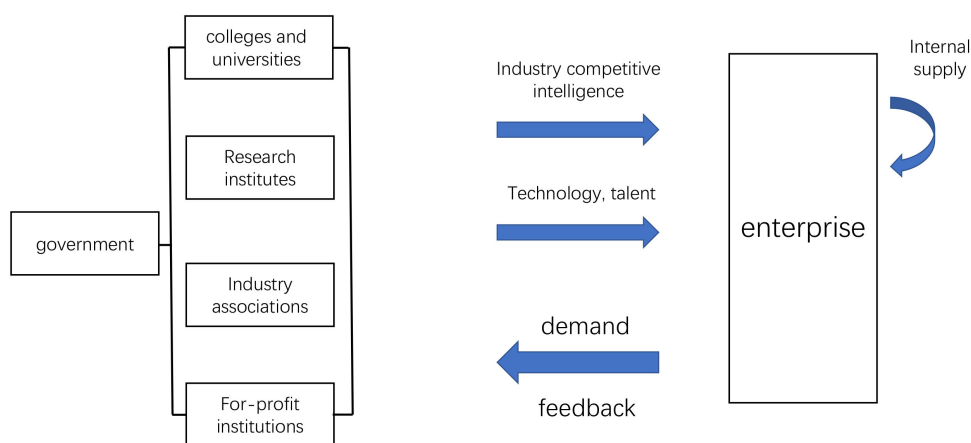 colleges and
universities
Research
institutes
government
Industry
associations
For-profit
institutions
Industry competitive
intelligence
Technology, talent
demand
feedback
enterprise
Internal
supply